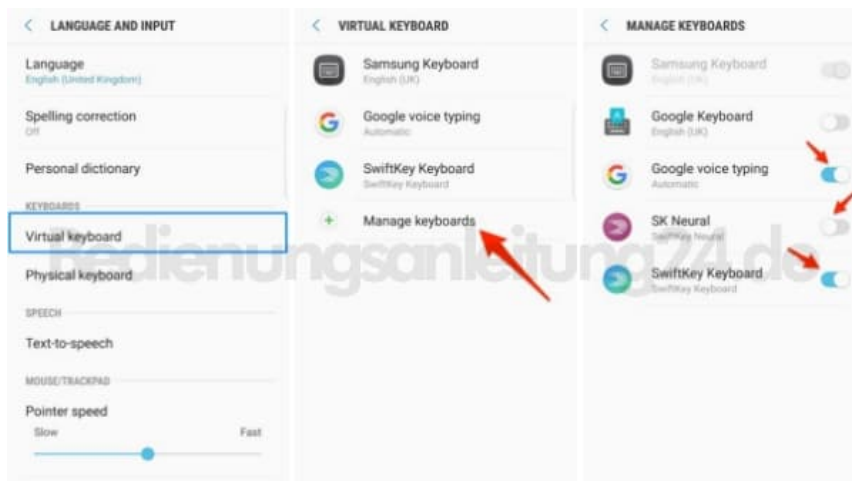 LANGUAGE AND INPUT
Language
English (United Kingdom)
Spelling correction
Off
Personal dictionary
KEYBOARDS
Virtual keyboard
Physical keyboard
SPEECH
Text-to-speech
MOUSE/TRACKPAD
Pointer speed
Slow Fast
VIRTUAL KEYBOARD
Samsung Keyboard
English (UK)
Google voice typing
Automatic
SwiftKey Keyboard
SwiftKey Keyboard
Manage keyboards
MANAGE KEYBOARDS
Samsung Keyboard
English (UK)
Google Keyboard
English (UK)
Google voice typing
Automatic
SK Neural
SwiftKey Neural
SwiftKey Keyboard
SwiftKey Keyboard
Bedienungsanleitung24.de